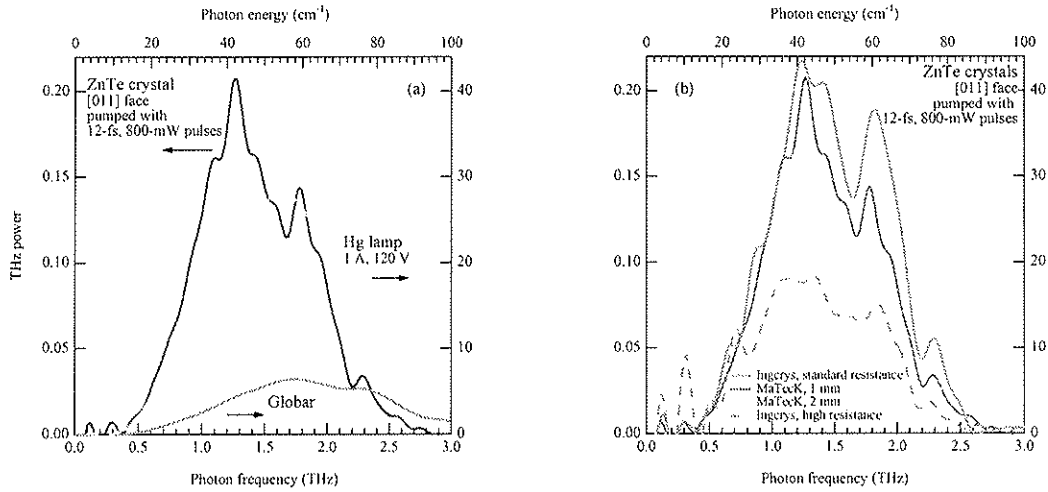 Photon energy (cm⁻¹)
0 20 40 60 80 100
(a)
ZnTe crystal
[011] face
pumped with
12-fs, 800-mW pulses
Hg lamp
1 A, 120 V
Globar
THz power
0.20
0.15
0.10
0.05
0.00
40
30
20
10
0
0.0 0.5 1.0 1.5 2.0 2.5 3.0
Photon frequency (THz)
Photon energy (cm⁻¹)
0 20 40 60 80 100
(b)
ZnTe crystals
[011] face
pumped with
12-fs, 800-mW pulses
0.20
0.15
0.10
0.05
0.00
40
30
20
10
0
Ingcrys, standard resistance
MaTecK, 1 mm
MaTecK, 2 mm
Ingcrys, high resistance
0.0 0.5 1.0 1.5 2.0 2.5 3.0
Photon frequency (THz)